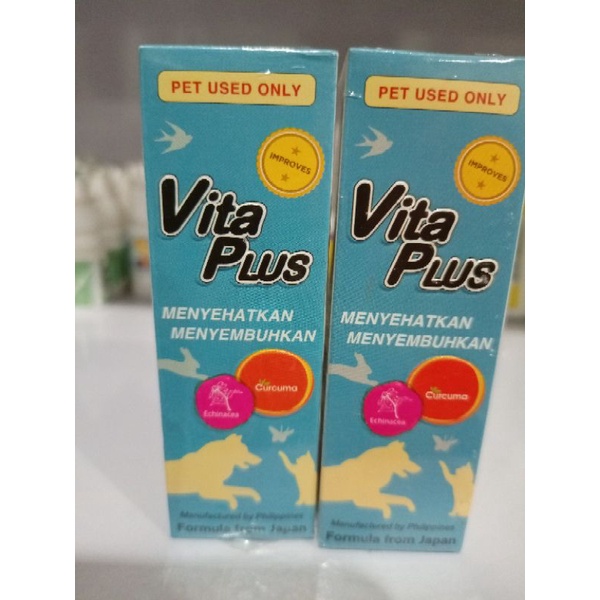 PET USED ONLY
IMPROVES
Vita
PLUS
MENYEHATKAN
MENYEMBUHKAN
Curcuma
Echinacea
Manufactured by Philippines
Formula from Japan
PET USED ONLY
IMPROVES
Vita
PLUS
MENYEHATKAN
MENYEMBUHKAN
Curcuma
Echinacea
Manufactured by Philippines
Formula from Japan